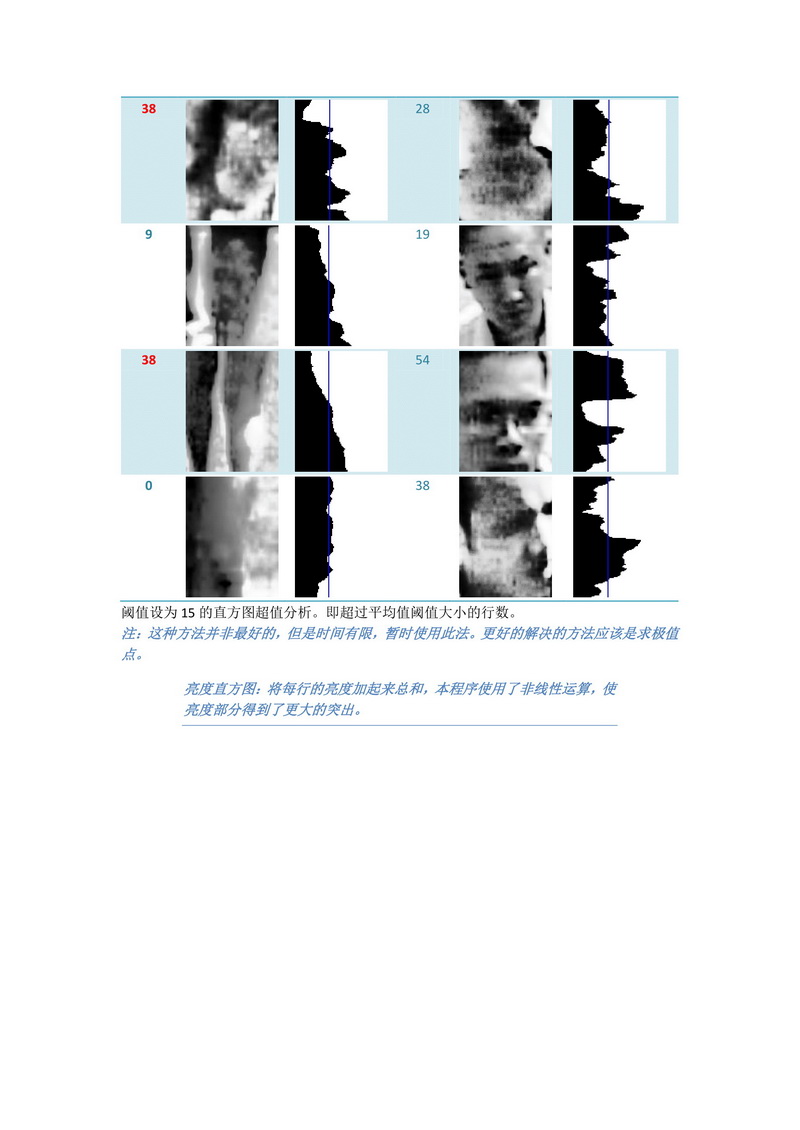 38 28
9 19
38 54
0 38
阈值设为 15 的直方图超值分析。即超过平均值阈值大小的行数。
注：这种方法并非最好的，但是时间有限，暂时使用此法。更好的解决的方法应该是求极值
点。
亮度直方图：将每行的亮度加起来总和，本程序使用了非线性运算，使
亮度部分得到了更大的突出。